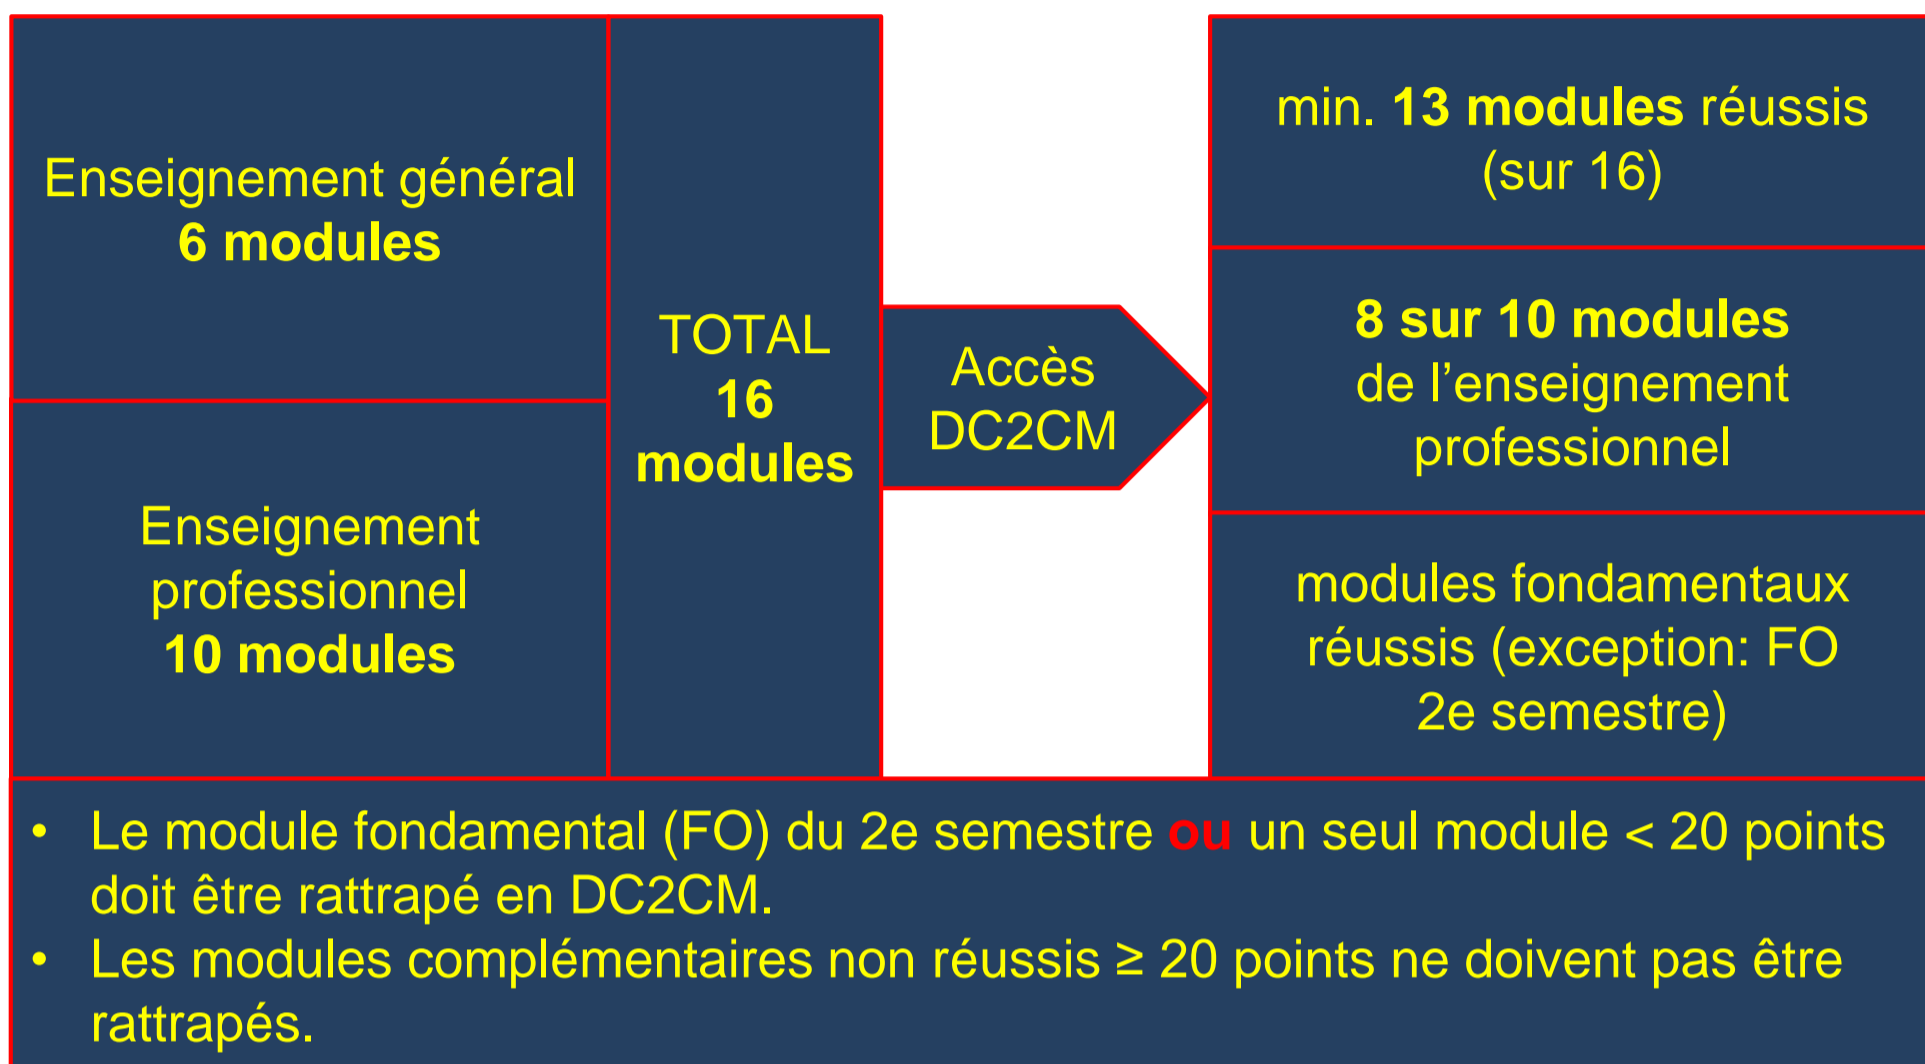 Enseignement général
6 modules
Enseignement
professionnel
10 modules
TOTAL
16
modules
Accès
DC2CM
min. 13 modules réussis
(sur 16)
8 sur 10 modules
de l’enseignement
professionnel
modules fondamentaux
réussis (exception: FO
2e semestre)
• Le module fondamental (FO) du 2e semestre ou un seul module < 20 points
doit être rattrapé en DC2CM.
• Les modules complémentaires non réussis ≥ 20 points ne doivent pas être
rattrapés.